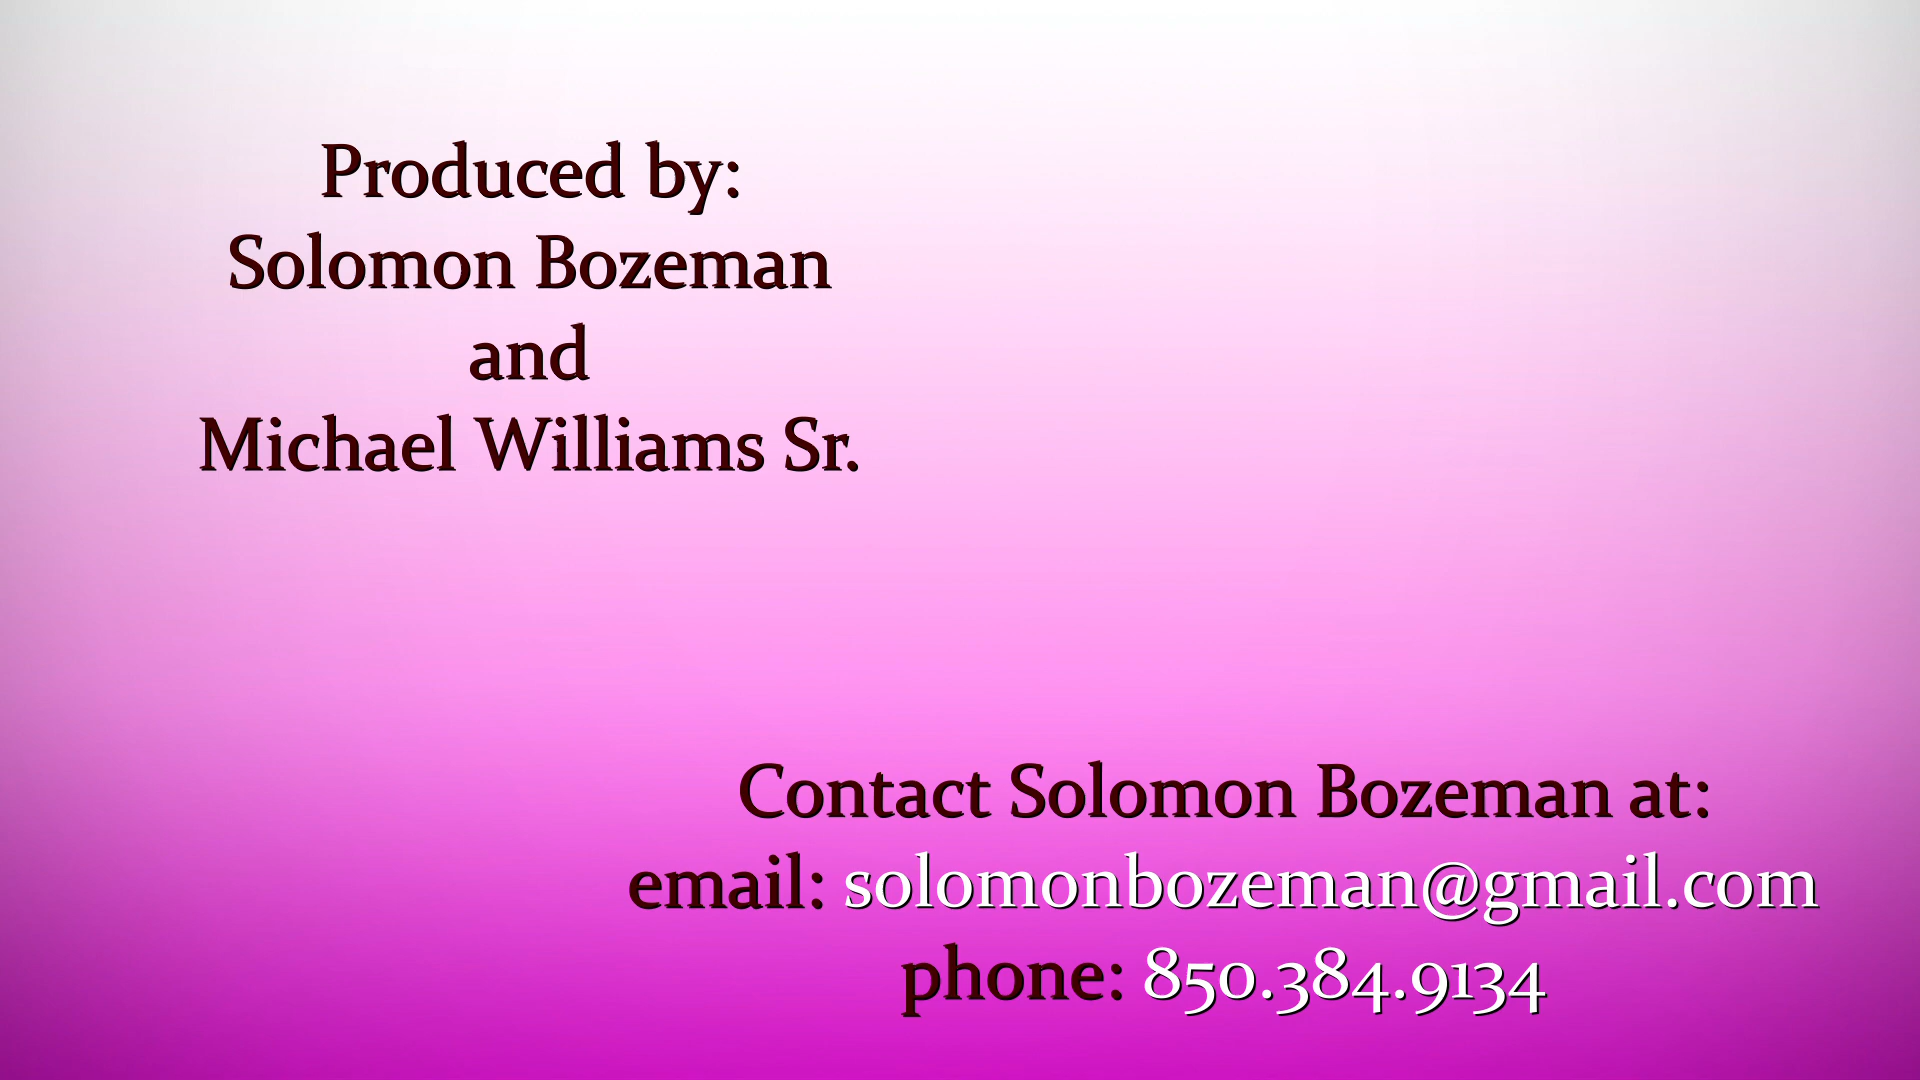 Produced by:
Solomon Bozeman
and
Michael Williams Sr.
Contact Solomon Bozeman at:
email: solomonbozeman@gmail.com
phone: 850.384.9134